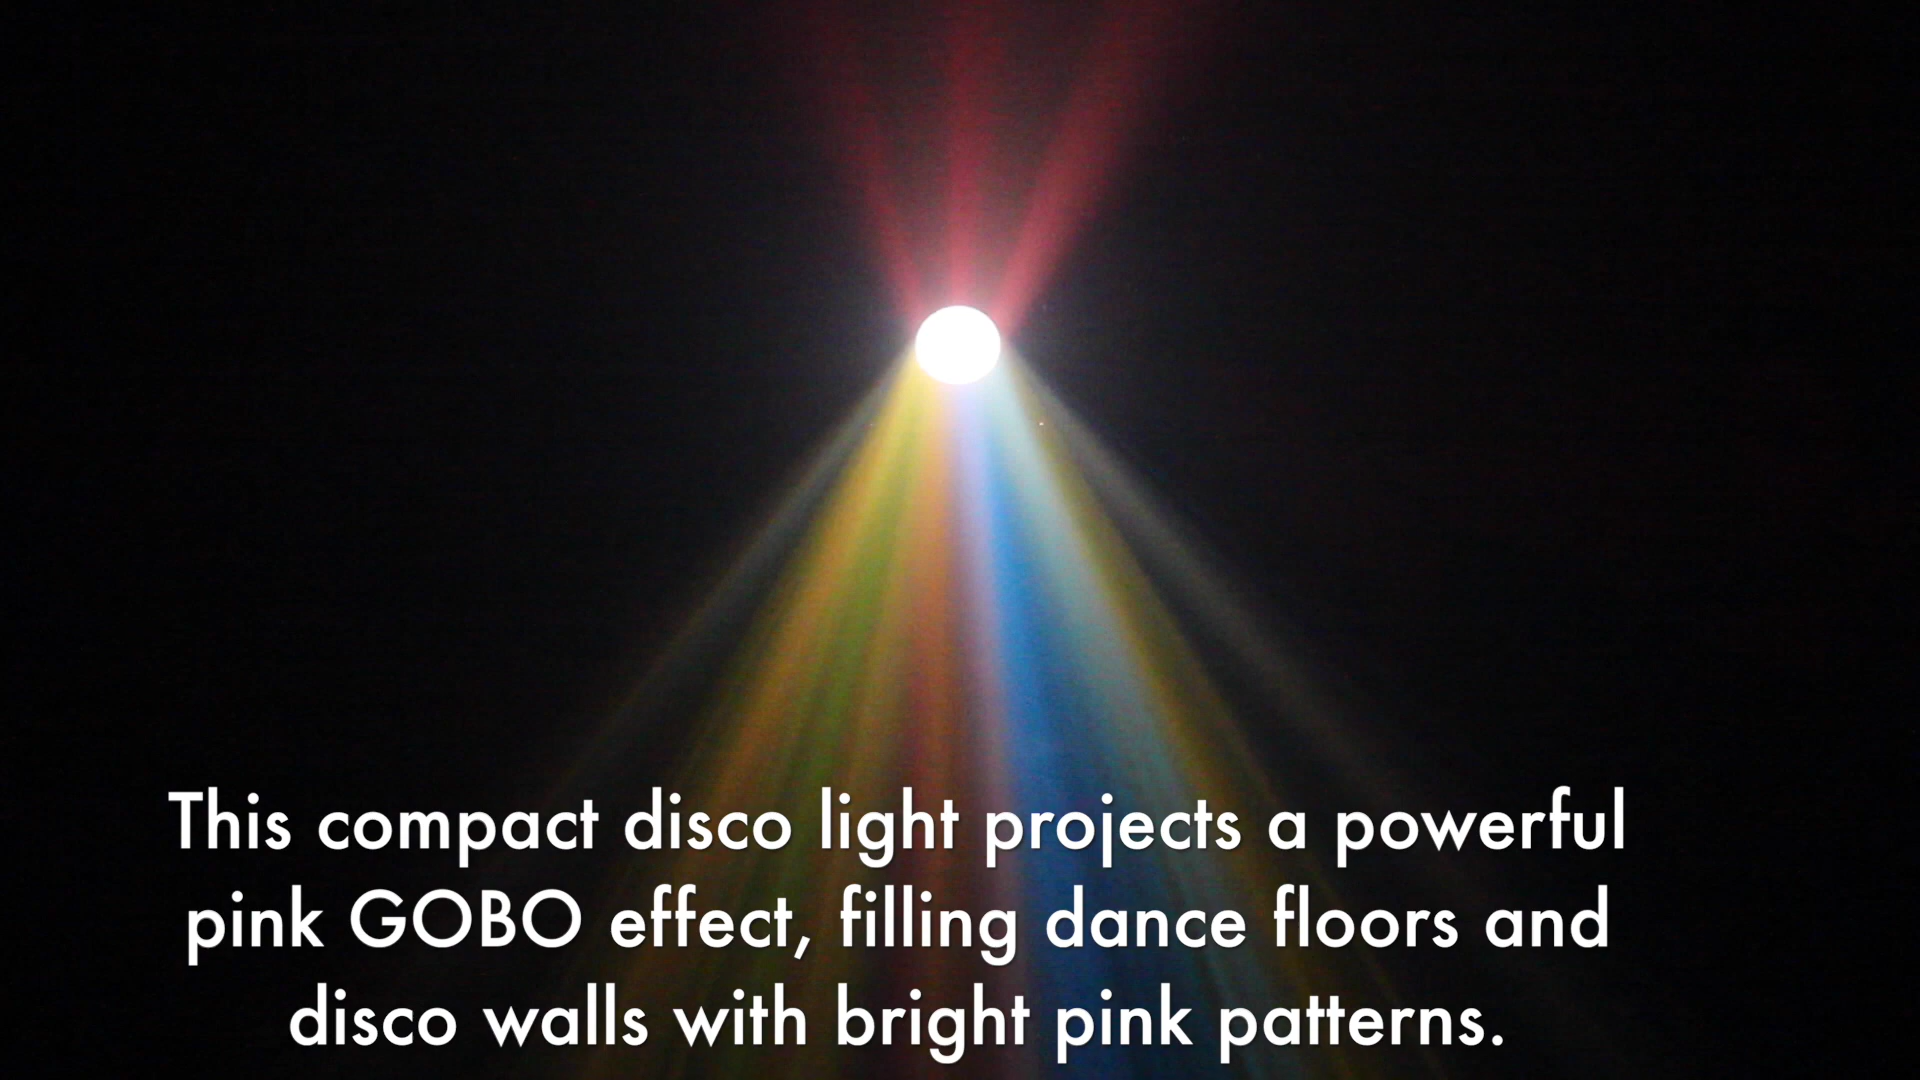 This compact disco light projects a powerful
pink GOBO effect, filling dance floors and
disco walls with bright pink patterns.